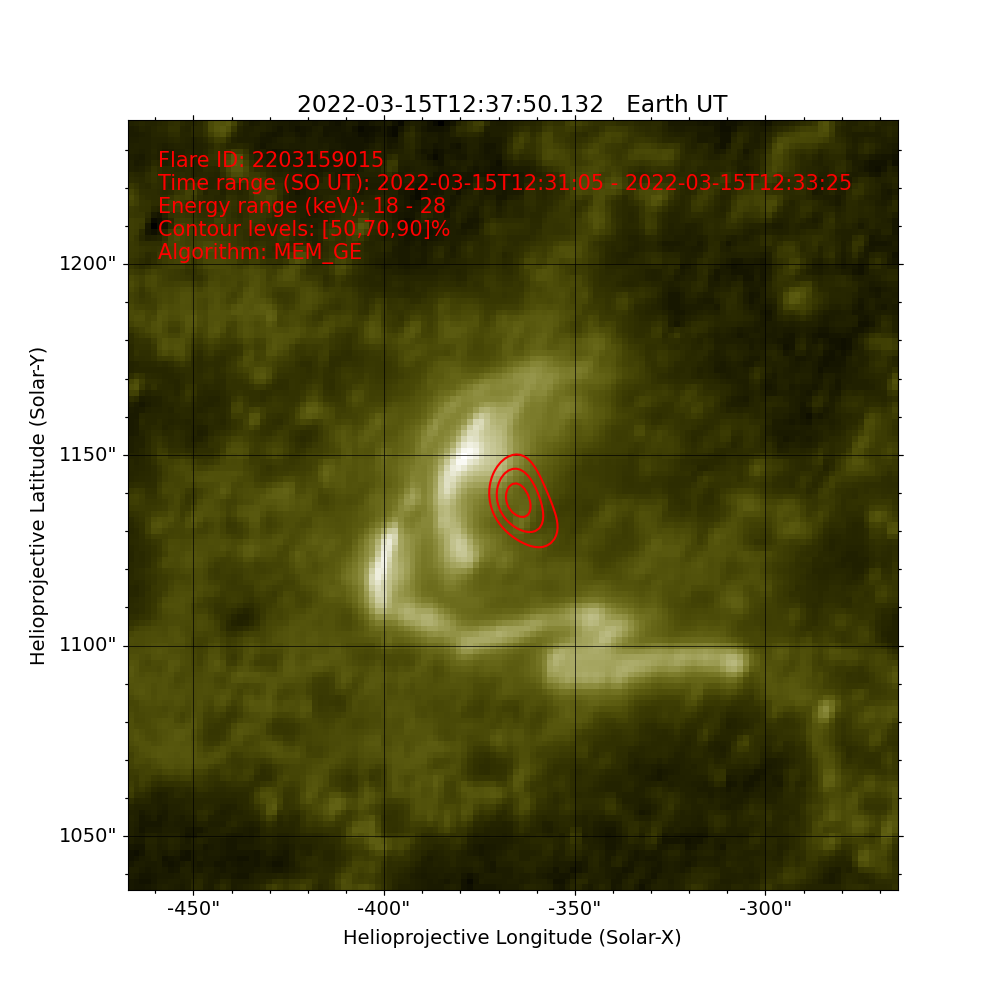 2022-03-15T12:37:50.132   Earth UT
Flare ID: 2203159015
Time range (SO UT): 2022-03-15T12:31:05 - 2022-03-15T12:33:25
Energy range (keV): 18 - 28
Contour levels: [50,70,90]%
Algorithm: MEM_GE
1200"
1150"
1100"
1050"
Helioprojective Latitude (Solar-Y)
-450" -400" -350" -300"
Helioprojective Longitude (Solar-X)